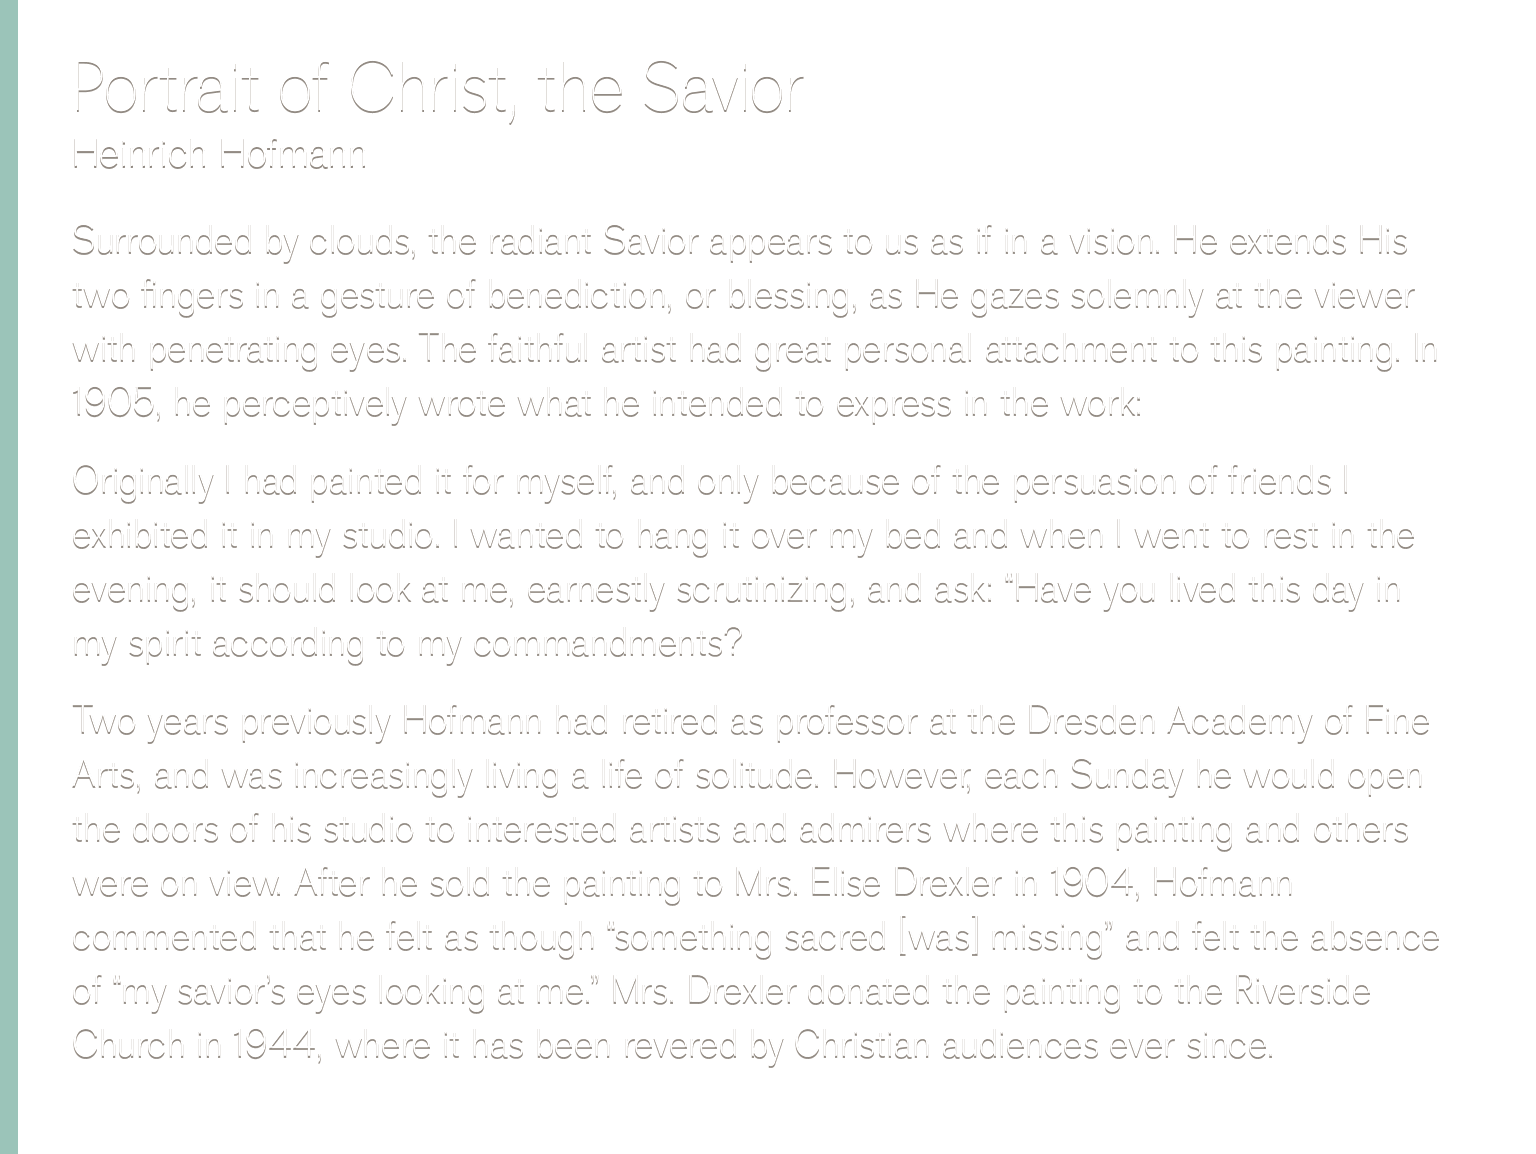 Portrait of Christ, the Savior
Heinrich Hofmann
Surrounded by clouds, the radiant Savior appears to us as if in a vision. He extends His
two fingers in a gesture of benediction, or blessing, as He gazes solemnly at the viewer
with penetrating eyes. The faithful artist had great personal attachment to this painting. In
1905, he perceptively wrote what he intended to express in the work:
Originally I had painted it for myself, and only because of the persuasion of friends I
exhibited it in my studio. I wanted to hang it over my bed and when I went to rest in the
evening, it should look at me, earnestly scrutinizing, and ask: “Have you lived this day in
my spirit according to my commandments?
Two years previously Hofmann had retired as professor at the Dresden Academy of Fine
Arts, and was increasingly living a life of solitude. However, each Sunday he would open
the doors of his studio to interested artists and admirers where this painting and others
were on view. After he sold the painting to Mrs. Elise Drexler in 1904, Hofmann
commented that he felt as though “something sacred [was] missing” and felt the absence
of “my savior’s eyes looking at me.” Mrs. Drexler donated the painting to the Riverside
Church in 1944, where it has been revered by Christian audiences ever since.